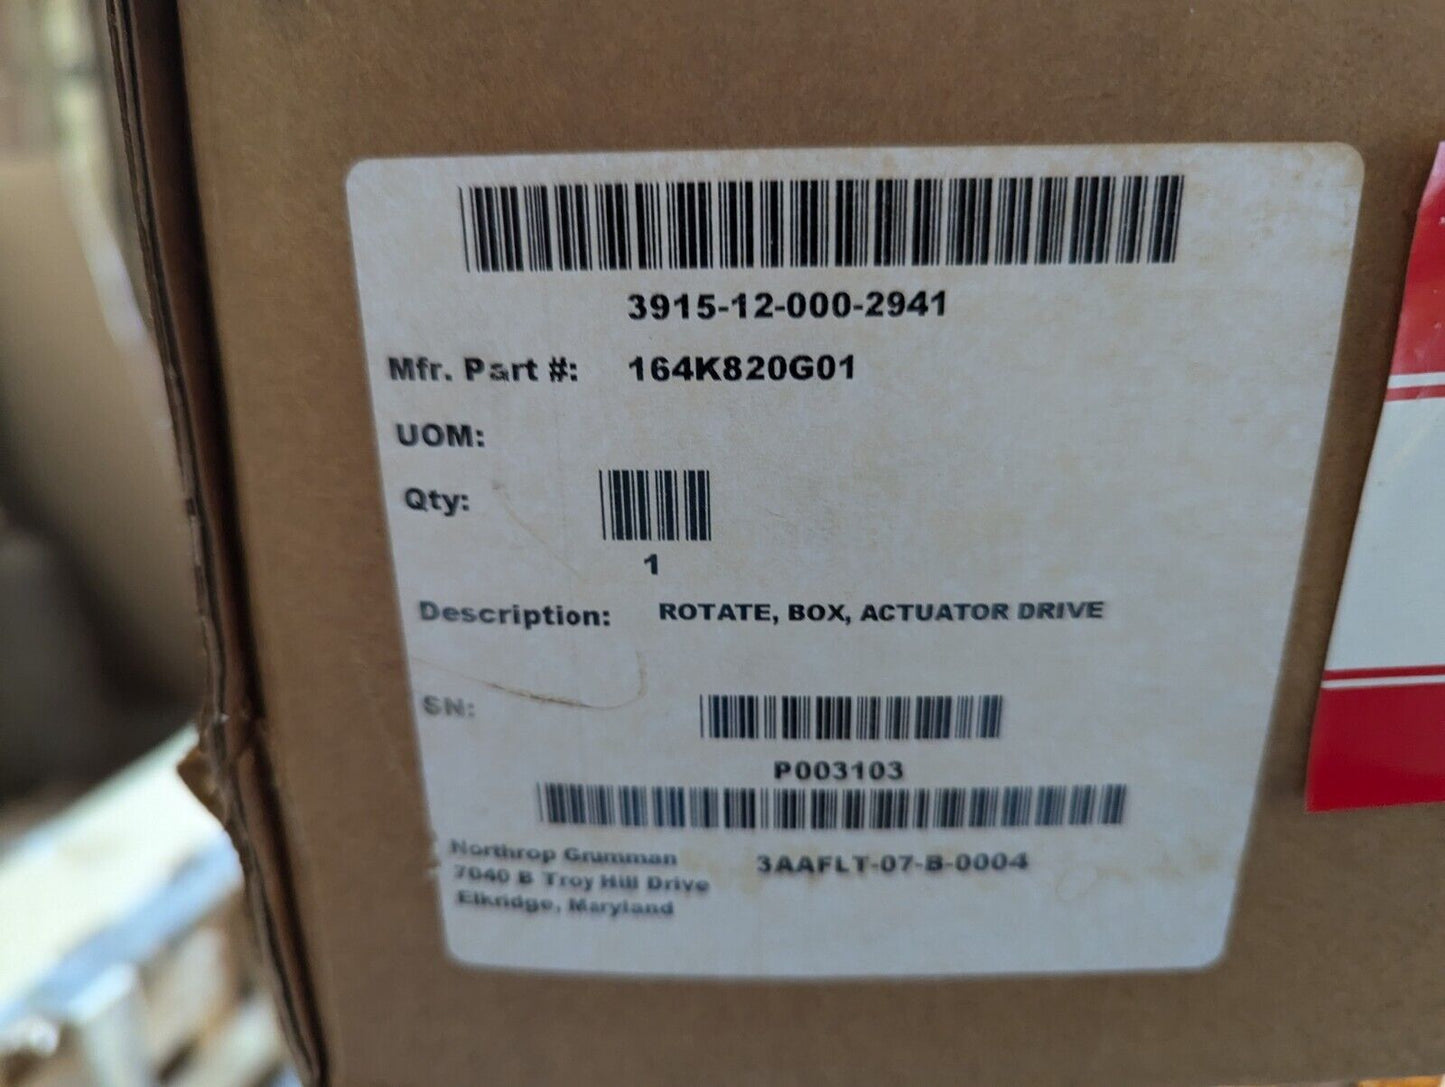 3915-12-000-2941
Mfr. Part #: 164K820G01
UOM:
Qty:
1
Description: ROTATE, BOX, ACTUATOR DRIVE
SN:
P003103
Northrop Grumman 3AAFLT-07-B-0004
7040 B Troy Hill Drive
Elkridge, Maryland